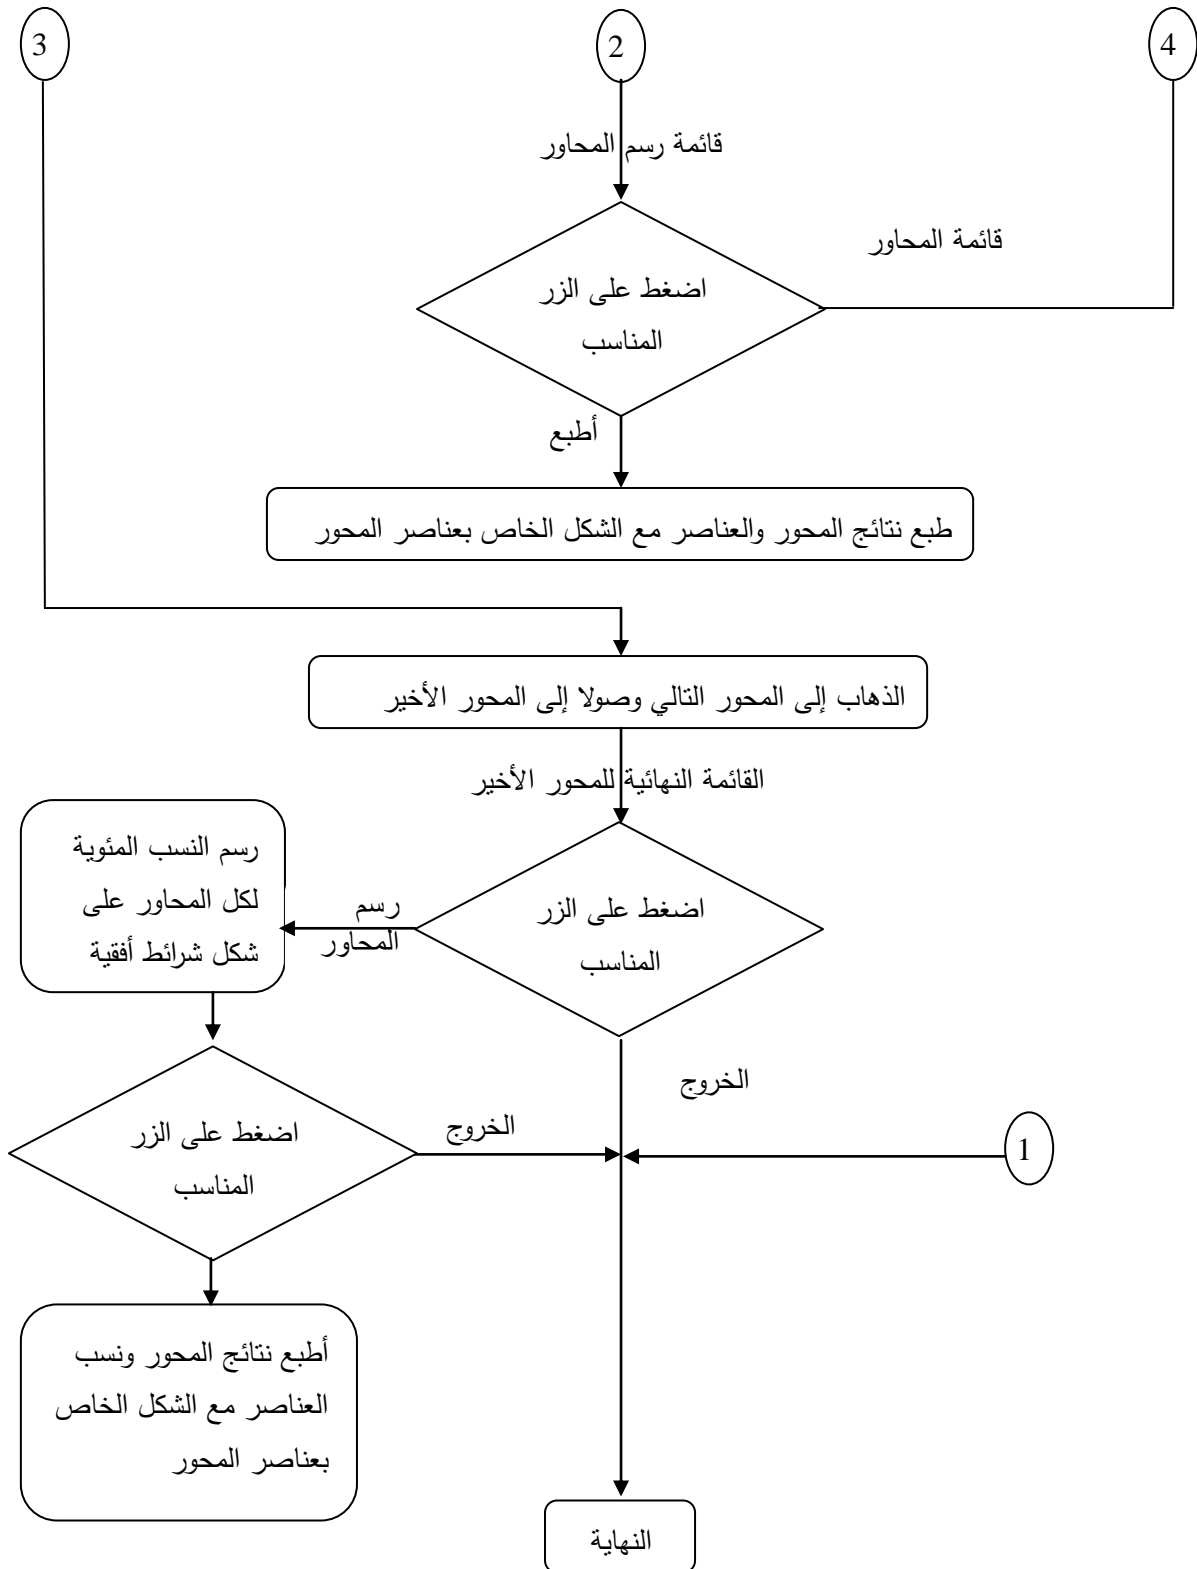 3
2
4
قائمة رسم المحاور
قائمة المحاور
اضغط على الزر
المناسب
أطبع
طبع نتائج المحور والعناصر مع الشكل الخاص بعناصر المحور
الذهاب إلى المحور التالي وصولا إلى المحور الأخير
القائمة النهائية للمحور الأخير
رسم النسب المئوية
لكل المحاور على
شكل شرائط أفقية
رسم
المحاور
اضغط على الزر
المناسب
الخروج
اضغط على الزر
المناسب
الخروج
1
أطبع نتائج المحور ونسب
العناصر مع الشكل الخاص
بعناصر المحور
النهاية